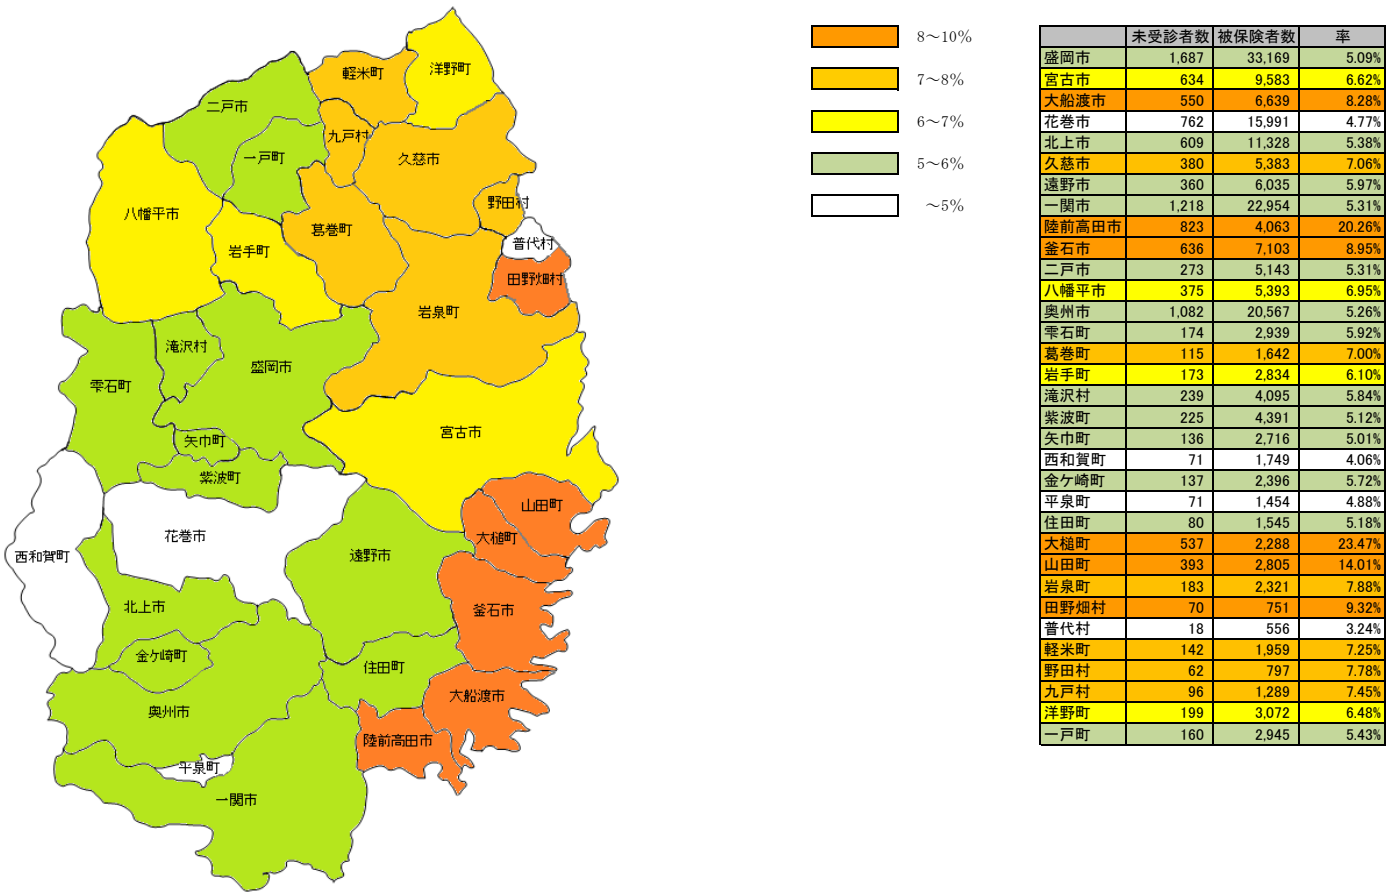 洋野町
軽米町
二戸市
九戸村
一戸町
久慈市
野田村
八幡平市
葛巻町
岩手町
普代村
田野畑村
岩泉町
滝沢村
盛岡市
雫石町
宮古市
矢巾町
紫波町
山田町
花巻市
大槌町
西和賀町
遠野市
北上市
釜石市
金ケ崎町
住田町
大船渡市
奥州市
陸前高田市
平泉町
一関市
8～10%
7～8%
6～7%
5～6%
～5%
未受診者数 被保険者数 率
盛岡市 1,687 33,169 5.09%
宮古市 634 9,583 6.62%
大船渡市 550 6,639 8.28%
花巻市 762 15,991 4.77%
北上市 609 11,328 5.38%
久慈市 380 5,383 7.06%
遠野市 360 6,035 5.97%
一関市 1,218 22,954 5.31%
陸前高田市 823 4,063 20.26%
釜石市 636 7,103 8.95%
二戸市 273 5,143 5.31%
八幡平市 375 5,393 6.95%
奥州市 1,082 20,567 5.26%
雫石町 174 2,939 5.92%
葛巻町 115 1,642 7.00%
岩手町 173 2,834 6.10%
滝沢村 239 4,095 5.84%
紫波町 225 4,391 5.12%
矢巾町 136 2,716 5.01%
西和賀町 71 1,749 4.06%
金ケ崎町 137 2,396 5.72%
平泉町 71 1,454 4.88%
住田町 80 1,545 5.18%
大槌町 537 2,288 23.47%
山田町 393 2,805 14.01%
岩泉町 183 2,321 7.88%
田野畑村 70 751 9.32%
普代村 18 556 3.24%
軽米町 142 1,959 7.25%
野田村 62 797 7.78%
九戸村 96 1,289 7.45%
洋野町 199 3,072 6.48%
一戸町 160 2,945 5.43%